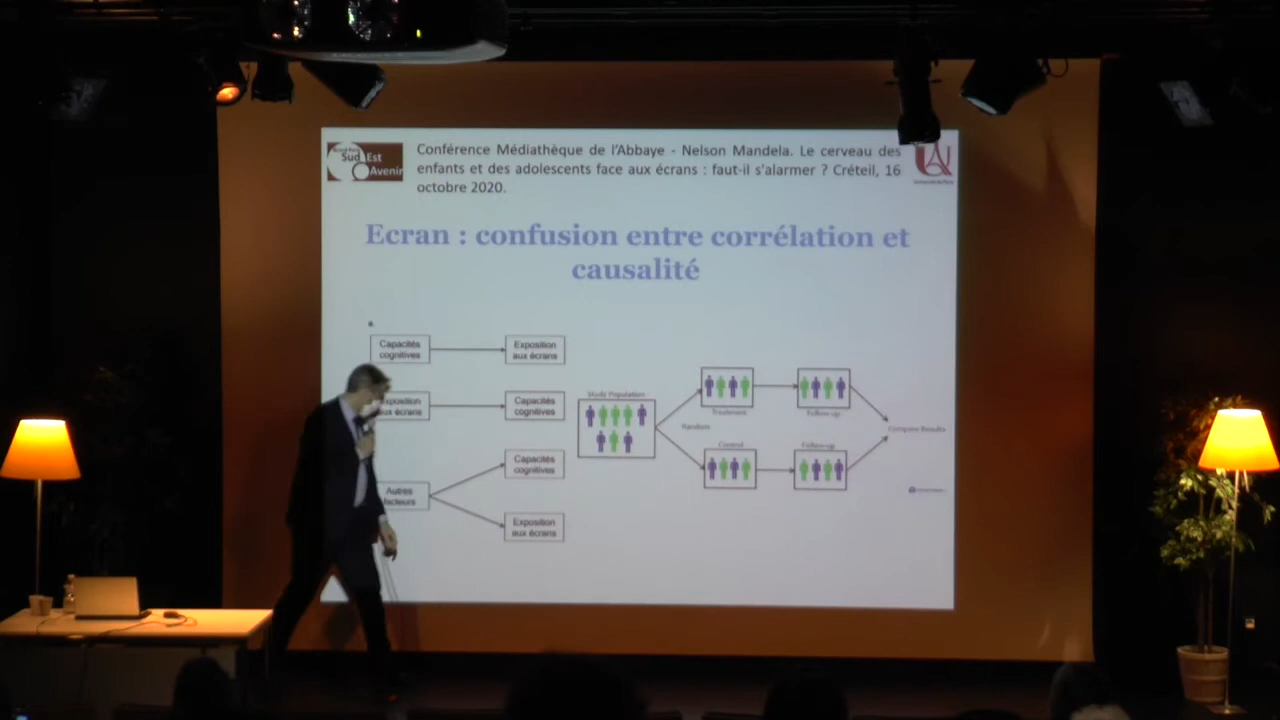 Sud Est
Avenir
Conférence Médiathèque de l'Abbaye - Nelson Mandela. Le cerveau des
enfants et des adolescents face aux écrans : faut-il s'alarmer ? Créteil, 16
octobre 2020.
Ecran : confusion entre corrélation et
causalité
Capacités
cognitives
Exposition
aux écrans
Exposition
aux écrans
Capacités
cognitives
Autres
facteurs
Capacités
cognitives
Exposition
aux écrans
Study Population
Random
Treatment
Follow-up
Control
Follow-up
Compare Results